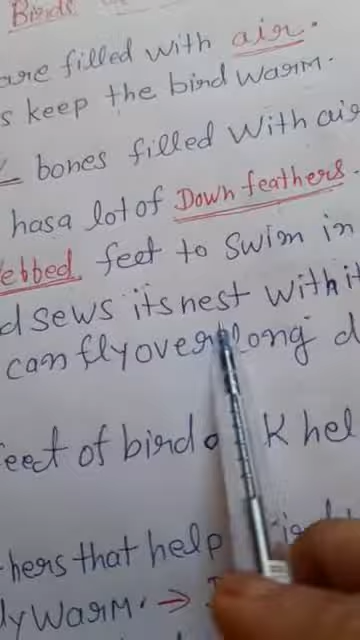 Birds
are filled with air.
s keep the bird warm.
bones filled with air
has a lot of Down feathers.
ebbed feet to swim in
d sews its nest with it
can fly over long d
feet of bird K hel
hers that help
ly warm. →